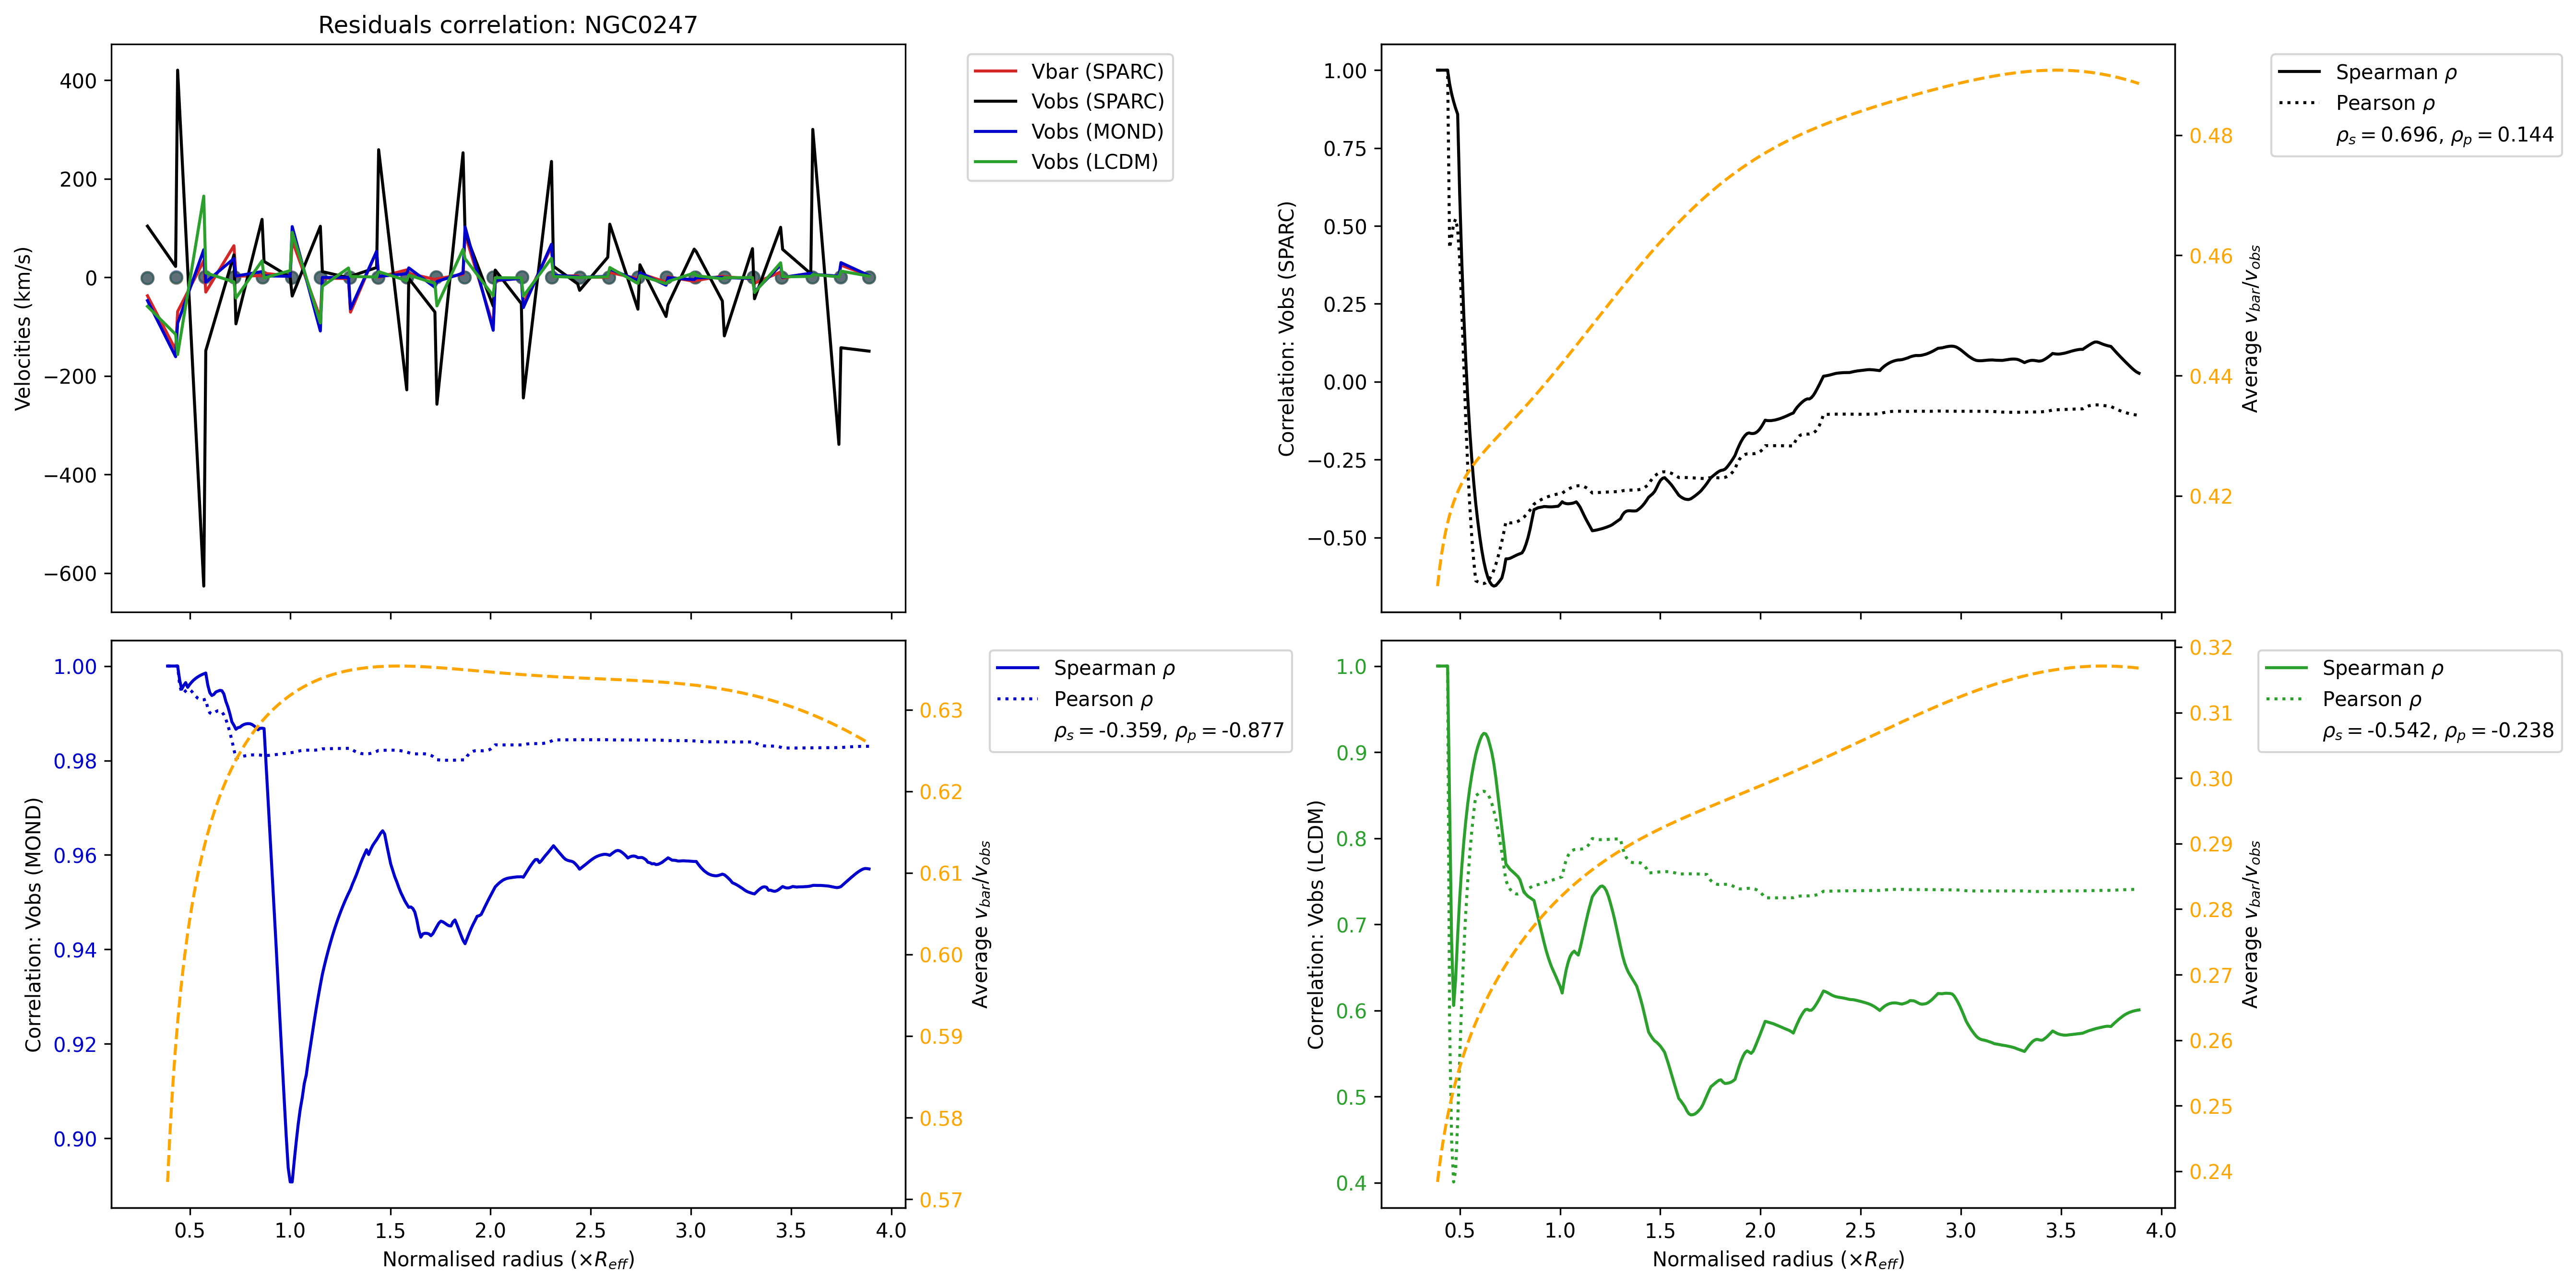 Residuals correlation: NGC0247
Velocities (km/s)
400
200
0
−200
−400
−600
Vbar (SPARC)
Vobs (SPARC)
Vobs (MOND)
Vobs (LCDM)
Correlation: Vobs (SPARC)
1.00
0.75
0.50
0.25
0.00
−0.25
−0.50
0.48
0.46
0.44
0.42
Average v_bar/v_obs
Spearman ρ
Pearson ρ
ρ_s = 0.696, ρ_p = 0.144
Correlation: Vobs (MOND)
1.00
0.98
0.96
0.94
0.92
0.90
0.5 1.0 1.5 2.0 2.5 3.0 3.5 4.0
Normalised radius (×R_eff)
0.63
0.62
0.61
0.60
0.59
0.58
0.57
Average v_bar/v_obs
Spearman ρ
Pearson ρ
ρ_s = -0.359, ρ_p = -0.877
Correlation: Vobs (LCDM)
1.0
0.9
0.8
0.7
0.6
0.5
0.4
0.5 1.0 1.5 2.0 2.5 3.0 3.5 4.0
Normalised radius (×R_eff)
0.32
0.31
0.30
0.29
0.28
0.27
0.26
0.25
0.24
Average v_bar/v_obs
Spearman ρ
Pearson ρ
ρ_s = -0.542, ρ_p = -0.238